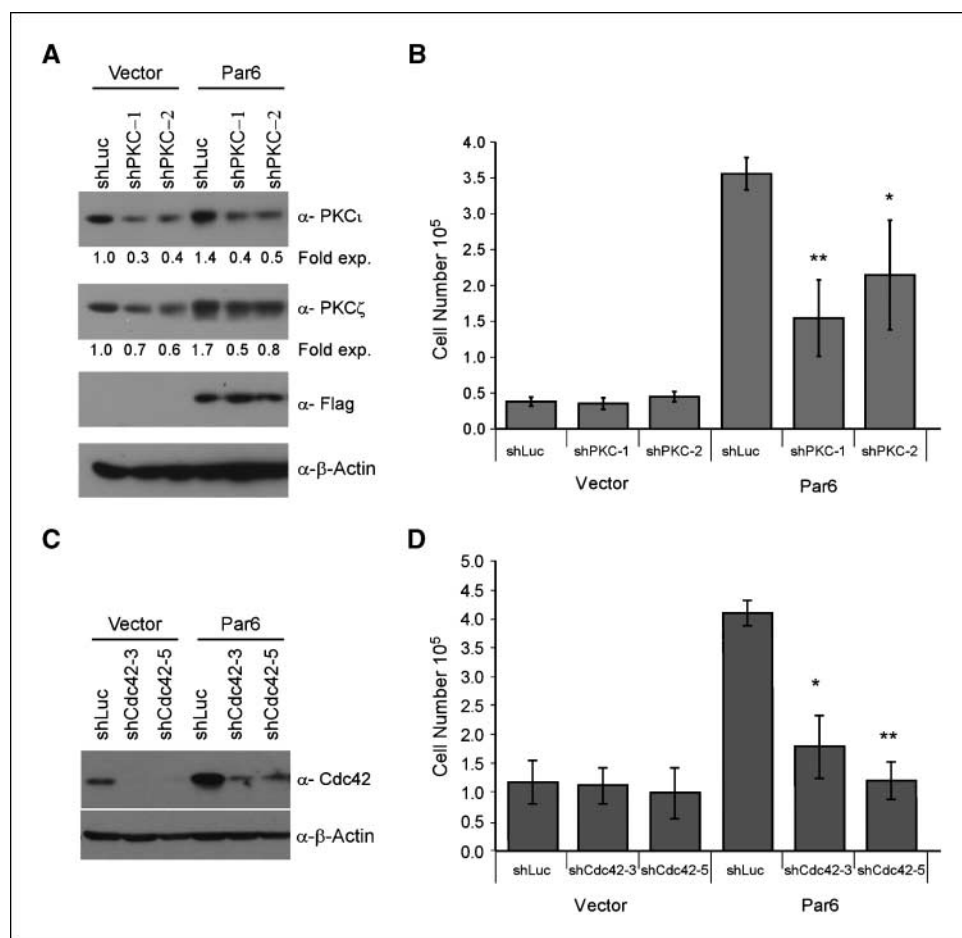 A
Vector Par6
shLuc shPKC-1 shPKC-2 shLuc shPKC-1 shPKC-2
α- PKCι
1.0 0.3 0.4 1.4 0.4 0.5 Fold exp.
α- PKCζ
1.0 0.7 0.6 1.7 0.5 0.8 Fold exp.
α- Flag
α-β-Actin
B
Cell Number 10⁵
4.0
3.5
3.0
2.5
2.0
1.5
1.0
0.5
0.0
** *
shLuc shPKC-1 shPKC-2 shLuc shPKC-1 shPKC-2
Vector Par6
C
Vector Par6
shLuc shCdc42-3 shCdc42-5 shLuc shCdc42-3 shCdc42-5
α- Cdc42
α-β-Actin
D
Cell Number 10⁵
5.0
4.5
4.0
3.5
3.0
2.5
2.0
1.5
1.0
0.5
0.0
* **
shLuc shCdc42-3 shCdc42-5 shLuc shCdc42-3 shCdc42-5
Vector Par6